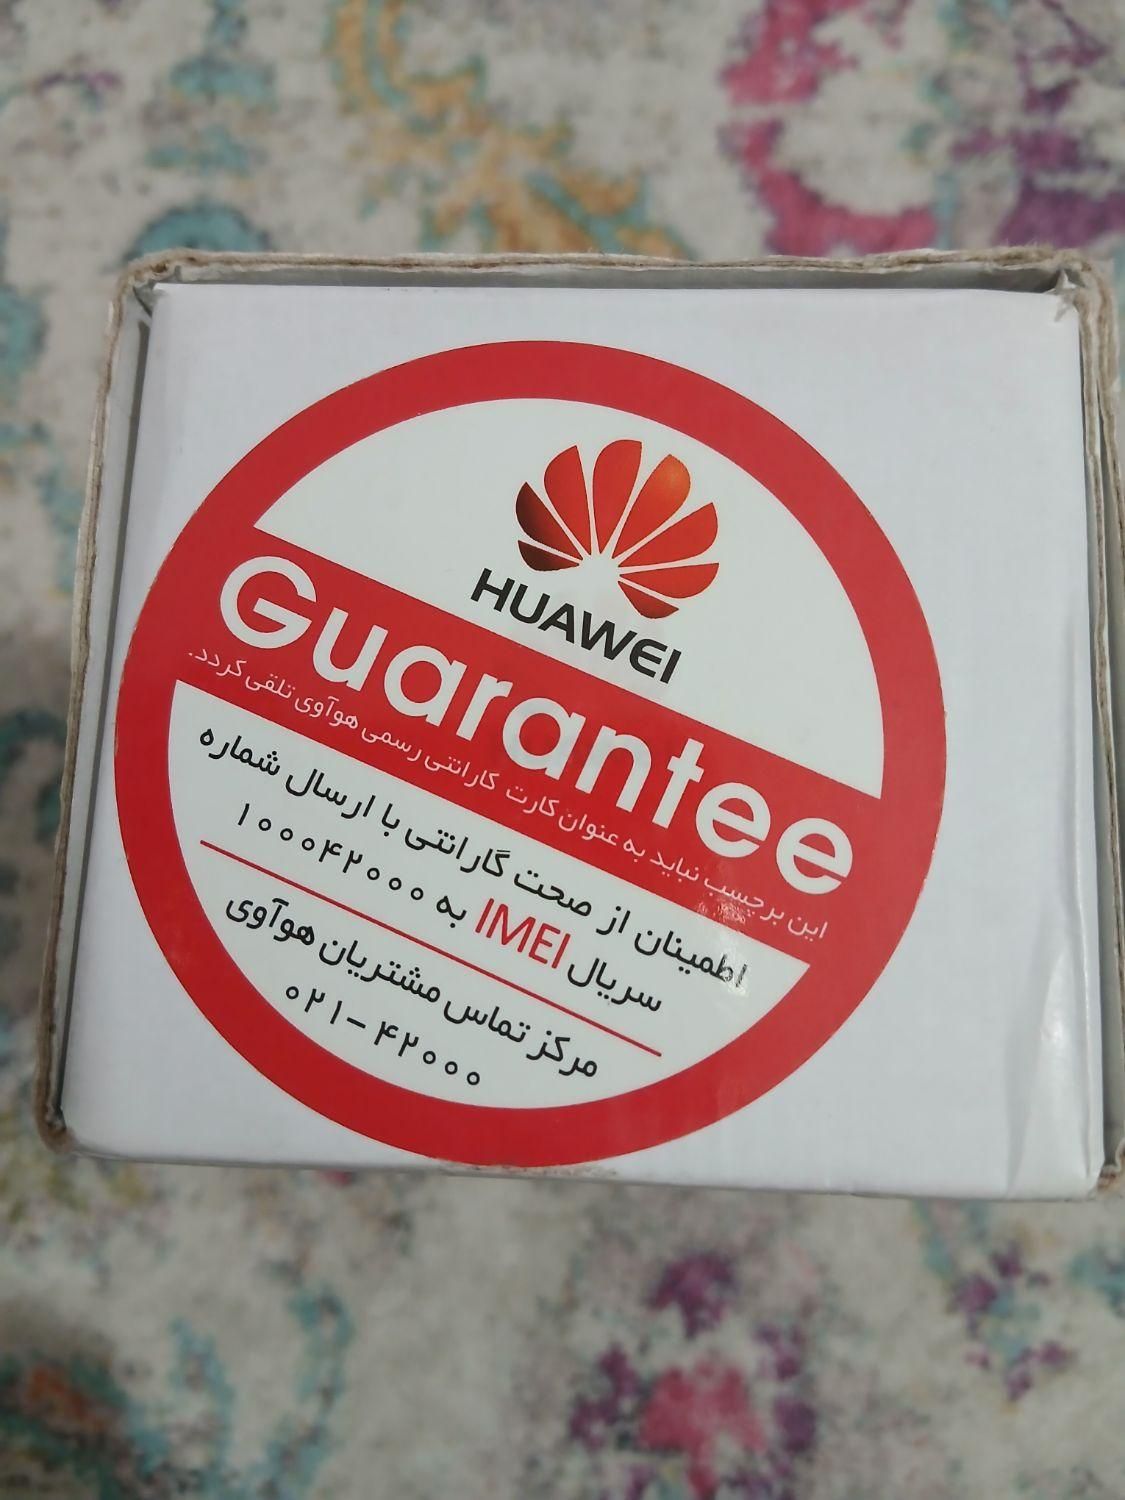 HUAWEI
Guarantee
این برچسب نباید به عنوان کارت گارانتی رسمی هوآوی تلقی گردد.
اطمینان از صحت گارانتی با ارسال شماره
سریال IMEI به ۱۰۰۰۴۲۰۰۰
مرکز تماس مشتریان هوآوی
۰۲۱-۴۲۰۰۰